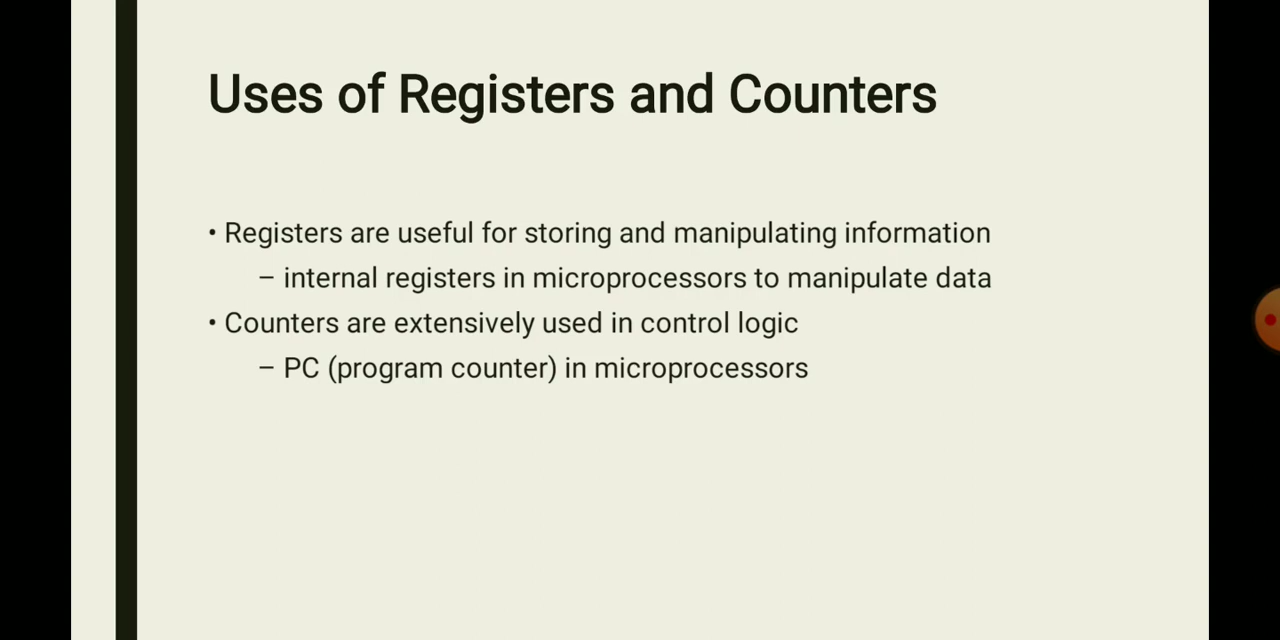 Uses of Registers and Counters
• Registers are useful for storing and manipulating information
– internal registers in microprocessors to manipulate data
• Counters are extensively used in control logic
– PC (program counter) in microprocessors